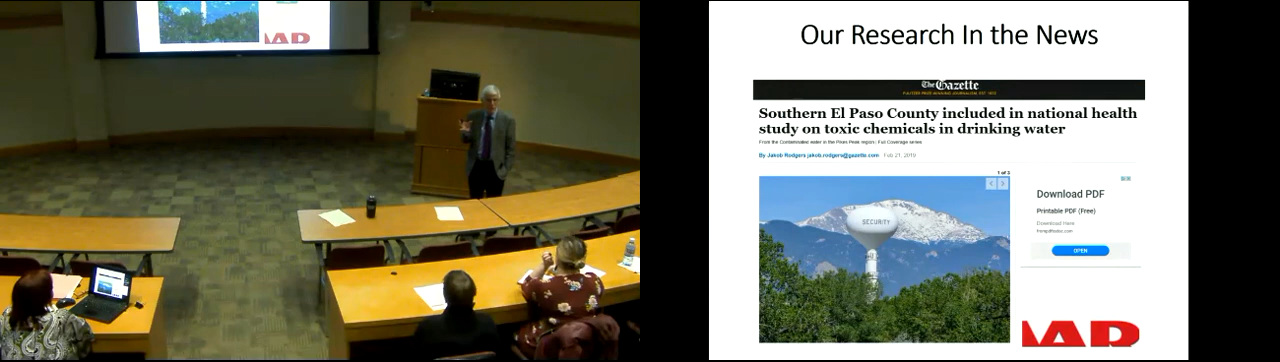 Our Research In the News
The Gazette
Southern El Paso County included in national health
study on toxic chemicals in drinking water
From the Contaminated water in the Pikes Peak region: Full Coverage series
By Jakob Rodgers jakob.rodgers@gazette.com Feb 21, 2019
1 of 2
SECURITY
Download PDF
Printable PDF (Free)
Download Here
OPEN